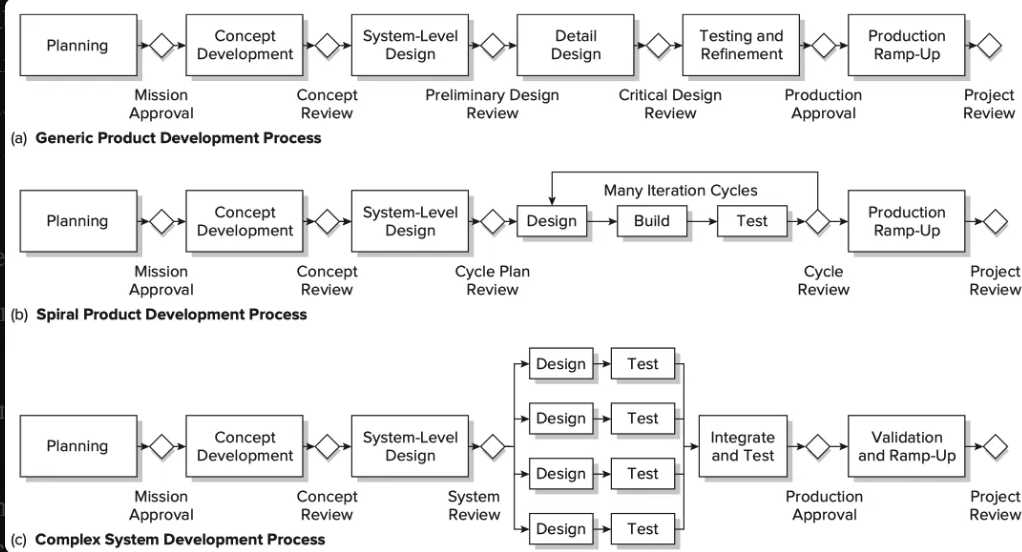 Planning
Concept
Development
System-Level
Design
Detail
Design
Testing and
Refinement
Production
Ramp-Up
Mission
Approval
Concept
Review
Preliminary Design
Review
Critical Design
Review
Production
Approval
Project
Review
(a) Generic Product Development Process
Many Iteration Cycles
Planning
Concept
Development
System-Level
Design
Design
Build
Test
Production
Ramp-Up
Mission
Approval
Concept
Review
Cycle Plan
Review
Cycle
Review
Project
Review
(b) Spiral Product Development Process
Planning
Concept
Development
System-Level
Design
Design
Test
Design
Test
Design
Test
Design
Test
Integrate
and Test
Validation
and Ramp-Up
Mission
Approval
Concept
Review
System
Review
Production
Approval
Project
Review
(c) Complex System Development Process